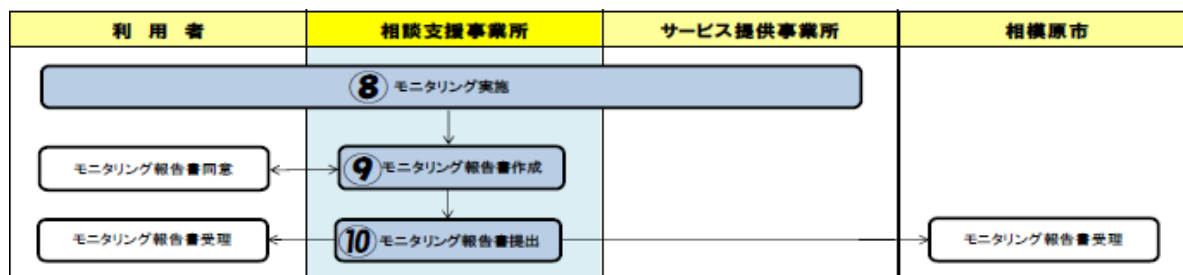 利 用 者
相談支援事業所
サービス提供事業所
相模原市
⑧ モニタリング実施
モニタリング報告書同意
⑨ モニタリング報告書作成
モニタリング報告書受理
⑩ モニタリング報告書提出
モニタリング報告書受理